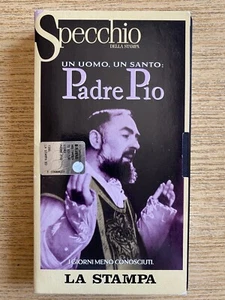 Specchio
DELLA STAMPA
UN UOMO, UN SANTO:
Padre Pio
I GIORNI MENO CONOSCIUTI
LA STAMPA